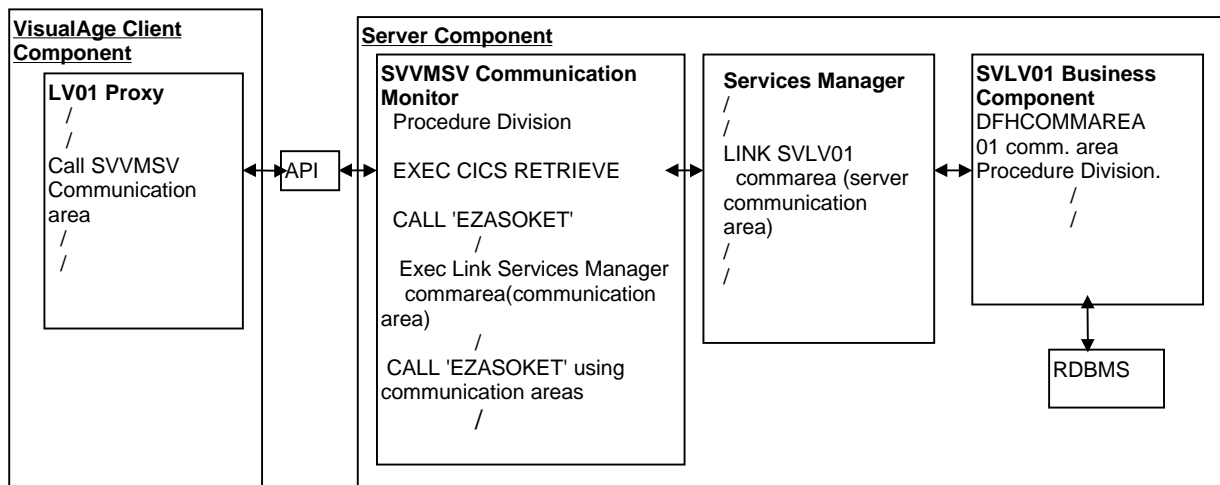 VisualAge Client
Component
LV01 Proxy
/
/
Call SVVMSV
Communication
area
/
/
API
Server Component
SVVMSV Communication
Monitor
Procedure Division
EXEC CICS RETRIEVE
CALL 'EZASOKET'
/
Exec Link Services Manager
commarea(communication
area)
/
CALL 'EZASOKET' using
communication areas
/
Services Manager
/
/
LINK SVLV01
commarea (server
communication
area)
/
/
SVLV01 Business
Component
DFHCOMMAREA
01 comm. area
Procedure Division.
/
/
RDBMS